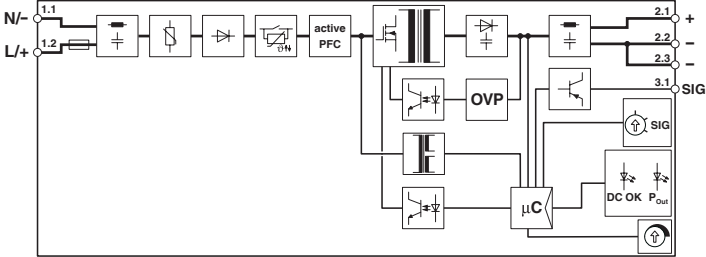 N/− 1.1
L/+ 1.2
active
PFC
2.1 +
2.2 −
2.3 −
3.1 SIG
OVP
ϑ
SIG
DC OK P_Out
μC